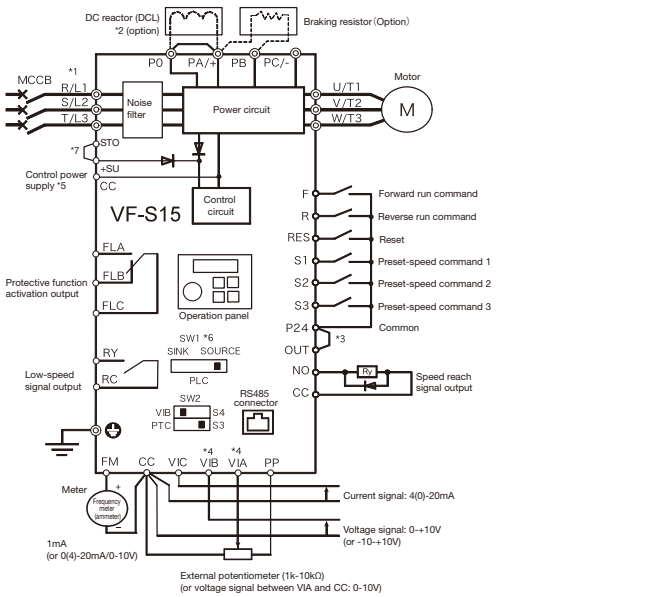 DC reactor (DCL)
*2 (option)
Braking resistor (Option)
P0
PA/+
PB
PC/-
*1
MCCB
R/L1
S/L2
T/L3
Noise
filter
Power circuit
U/T1
V/T2
W/T3
Motor
M
*7
STO
+SU
CC
Control power
supply *5
Control
circuit
VF-S15
F
Forward run command
R
Reverse run command
RES
Reset
S1
Preset-speed command 1
S2
Preset-speed command 2
S3
Preset-speed command 3
P24
Common
*3
OUT
FLA
FLB
FLC
Protective function
activation output
Operation panel
SW1 *6
SINK SOURCE
PLC
RY
RC
Low-speed
signal output
SW2
VIB
S4
PTC
S3
RS485
connector
NO
Ry
CC
Speed reach
signal output
FM
CC
VIC
*4
VIB
*4
VIA
PP
Meter
+
Frequency
meter
(ammeter)
−
1mA
(or 0(4)-20mA/0-10V)
Current signal: 4(0)-20mA
Voltage signal: 0-+10V
(or -10-+10V)
External potentiometer (1k-10kΩ)
(or voltage signal between VIA and CC: 0-10V)